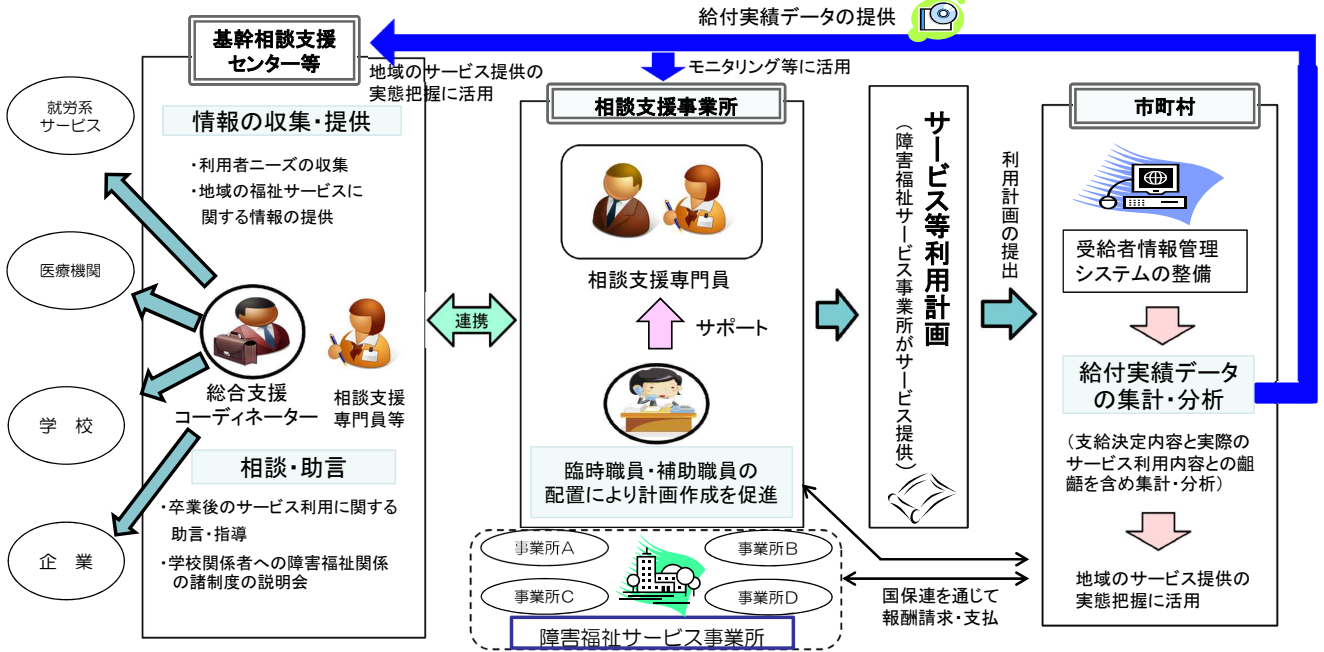 給付実績データの提供
基幹相談支援
センター等
地域のサービス提供の
実態把握に活用
モニタリング等に活用
就労系
サービス
医療機関
学 校
企 業
情報の収集・提供
・利用者ニーズの収集
・地域の福祉サービスに
関する情報の提供
総合支援
コーディネーター
相談支援
専門員等
相談・助言
・卒業後のサービス利用に関する
助言・指導
・学校関係者への障害福祉関係
の諸制度の説明会
連携
相談支援事業所
相談支援専門員
サポート
臨時職員・補助職員の
配置により計画作成を促進
事業所A
事業所B
事業所C
事業所D
障害福祉サービス事業所
サービス等利用計画
（障害福祉サービス事業所がサービス提供）
利用計画の提出
国保連を通じて
報酬請求・支払
市町村
受給者情報管理
システムの整備
給付実績データ
の集計・分析
（支給決定内容と実際の
サービス利用内容との齟
齬を含め集計・分析）
地域のサービス提供の
実態把握に活用